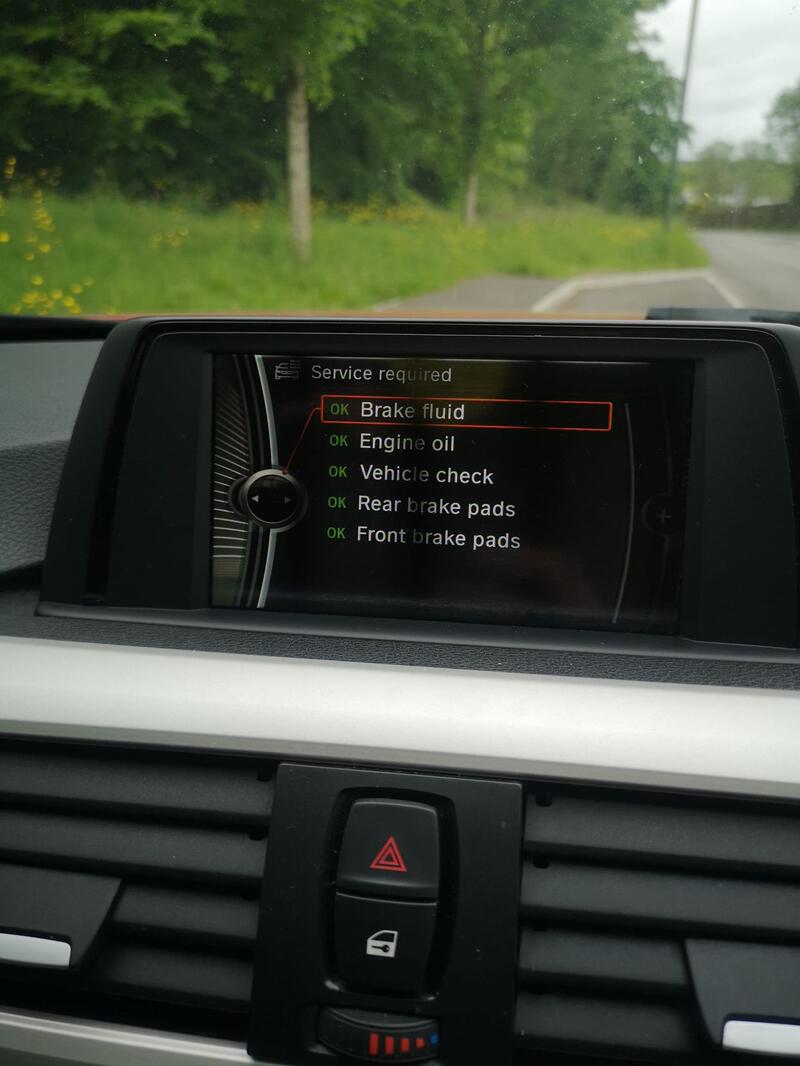 Service required
OK Brake fluid
OK Engine oil
OK Vehicle check
OK Rear brake pads
OK Front brake pads